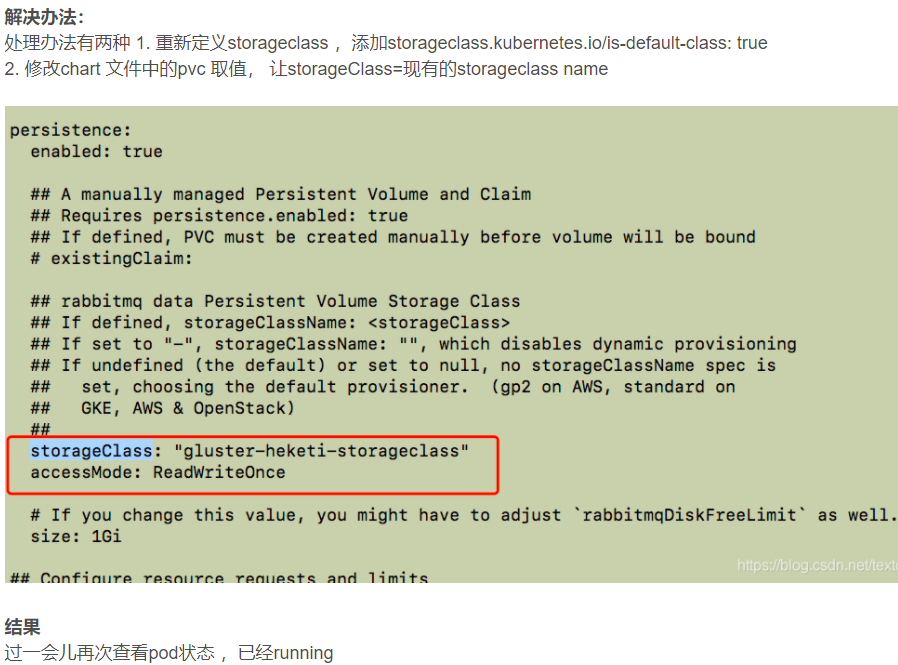 解决办法：
处理办法有两种 1. 重新定义storageclass ，添加storageclass.kubernetes.io/is-default-class: true
2. 修改chart 文件中的pvc 取值， 让storageClass=现有的storageclass name
persistence:
enabled: true
## A manually managed Persistent Volume and Claim
## Requires persistence.enabled: true
## If defined, PVC must be created manually before volume will be bound
# existingClaim:
## rabbitmq data Persistent Volume Storage Class
## If defined, storageClassName: <storageClass>
## If set to "-", storageClassName: "", which disables dynamic provisioning
## If undefined (the default) or set to null, no storageClassName spec is
##   set, choosing the default provisioner.  (gp2 on AWS, standard on
##   GKE, AWS & OpenStack)
##
storageClass: "gluster-heketi-storageclass"
accessMode: ReadWriteOnce
# If you change this value, you might have to adjust `rabbitmqDiskFreeLimit` as well.
size: 1Gi
## Configure resource requests and limits
https://blog.csdn.net/textc
结果
过一会儿再次查看pod状态 ，已经running